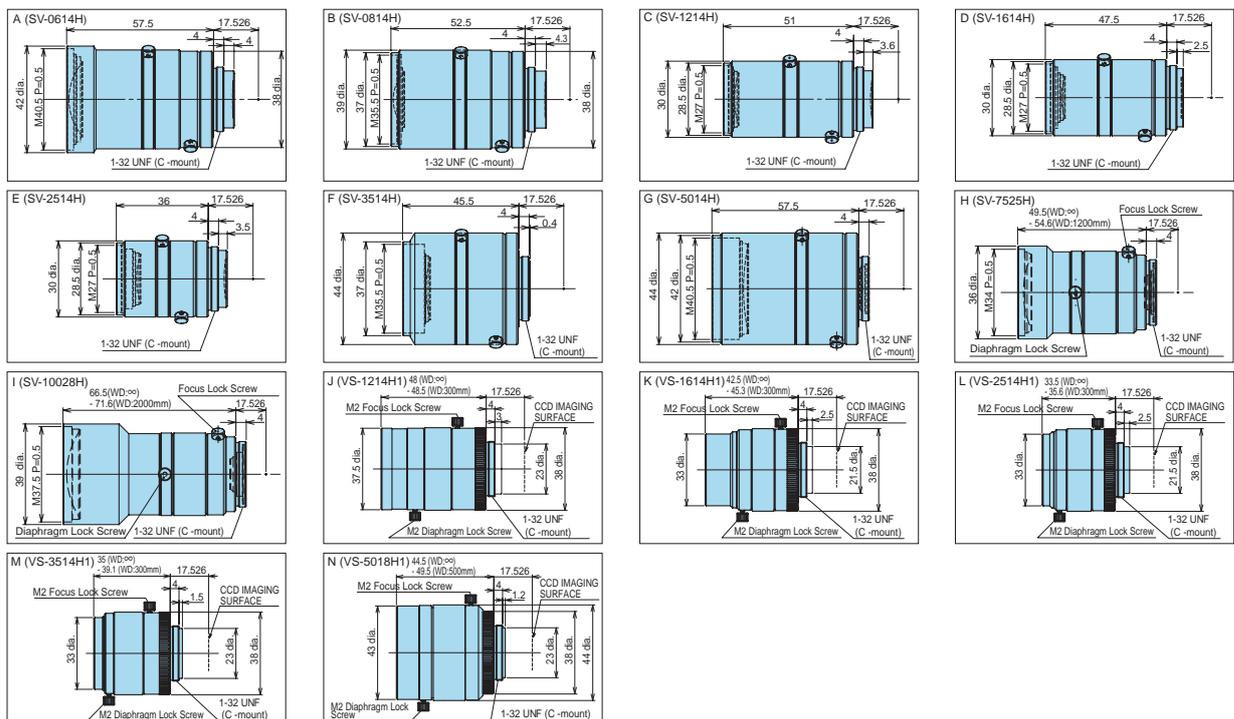 A (SV-0614H)
57.5
17.526
4
4
42 dia.
M40.5 P=0.5
38 dia.
1-32 UNF (C -mount)
B (SV-0814H)
52.5
17.526
4
4.3
39 dia.
37 dia.
M35.5 P=0.5
38 dia.
1-32 UNF (C -mount)
C (SV-1214H)
51
17.526
4
3.6
30 dia.
28.5 dia.
M27 P=0.5
1-32 UNF (C -mount)
D (SV-1614H)
47.5
17.526
4
2.5
30 dia.
28.5 dia.
M27 P=0.5
1-32 UNF (C -mount)
E (SV-2514H)
36
17.526
4
3.5
30 dia.
28.5 dia.
M27 P=0.5
1-32 UNF (C -mount)
F (SV-3514H)
45.5
17.526
4
0.4
44 dia.
37 dia.
M35.5 P=0.5
1-32 UNF
(C -mount)
G (SV-5014H)
57.5
17.526
4
44 dia.
42 dia.
M40.5 P=0.5
1-32 UNF
(C -mount)
H (SV-7525H)
49.5(WD:∞)
- 54.6(WD:1200mm)
Focus Lock Screw
17.526
4
36 dia.
M34 P=0.5
1-32 UNF
(C -mount)
Diaphragm Lock Screw
I (SV-10028H)
66.5(WD:∞)
- 71.6(WD:2000mm)
Focus Lock Screw
17.526
4
39 dia.
M37.5 P=0.5
Diaphragm Lock Screw
1-32 UNF (C -mount)
J (VS-1214H1)
48 (WD:∞)
- 48.5 (WD:300mm)
17.526
M2 Focus Lock Screw
4
3
CCD IMAGING
SURFACE
37.5 dia.
23 dia.
38 dia.
1-32 UNF
(C -mount)
M2 Diaphragm Lock Screw
K (VS-1614H1)
42.5 (WD:∞)
- 45.3 (WD:300mm)
17.526
M2 Focus Lock Screw
4
2.5
CCD IMAGING
SURFACE
33 dia.
21.5 dia.
38 dia.
1-32 UNF
(C -mount)
M2 Diaphragm Lock Screw
L (VS-2514H1)
33.5 (WD:∞)
- 35.6 (WD:300mm)
17.526
M2 Focus Lock Screw
4
2.5
CCD IMAGING
SURFACE
33 dia.
21.5 dia.
38 dia.
1-32 UNF
(C -mount)
M2 Diaphragm Lock Screw
M (VS-3514H1)
35 (WD:∞)
- 39.1 (WD:300mm)
17.526
M2 Focus Lock Screw
4
1.5
CCD IMAGING
SURFACE
33 dia.
23 dia.
38 dia.
1-32 UNF
(C -mount)
M2 Diaphragm Lock Screw
N (VS-5018H1)
44.5 (WD:∞)
- 49.5 (WD:500mm)
17.526
M2 Focus Lock Screw
4
1.2
CCD IMAGING
SURFACE
43 dia.
23 dia.
38 dia.
44 dia.
M2 Diaphragm Lock
Screw
1-32 UNF (C -mount)